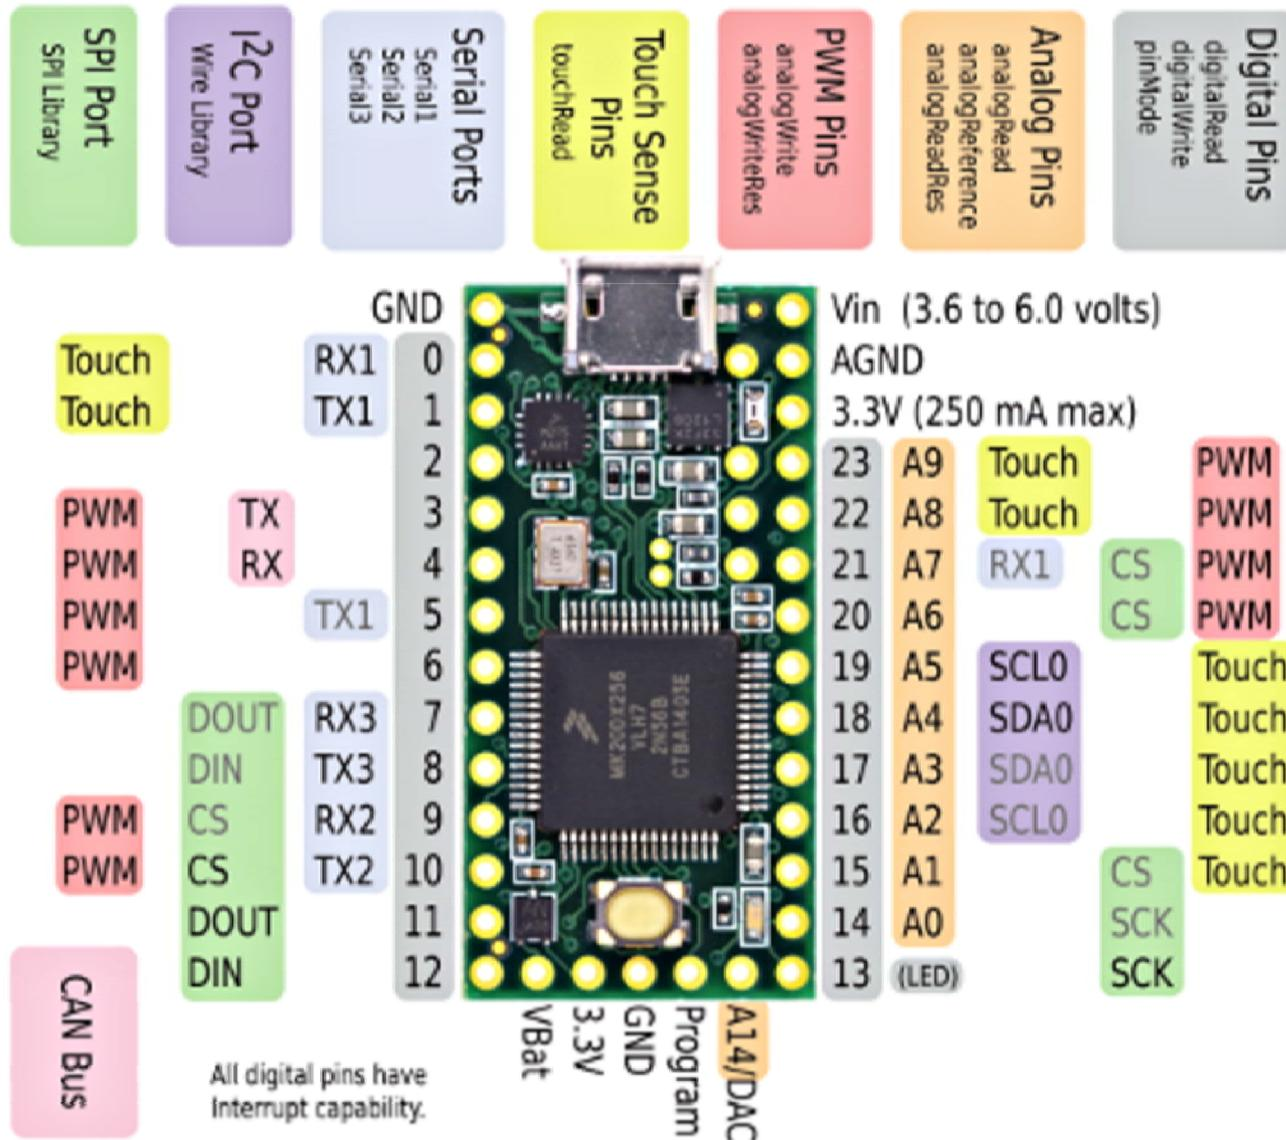 SPI Port
SPI Library
I²C Port
Wire Library
Serial Ports
Serial1
Serial2
Serial3
Touch Sense
Pins
touchRead
PWM Pins
analogWrite
analogWriteRes
Analog Pins
analogRead
analogReference
analogReadRes
Digital Pins
digitalRead
digitalWrite
pinMode
GND Vin (3.6 to 6.0 volts)
Touch RX1 0 AGND
Touch TX1 1 3.3V (250 mA max)
2 23 A9 Touch PWM
PWM TX 3 22 A8 Touch PWM
PWM RX 4 21 A7 RX1 CS PWM
PWM TX1 5 20 A6 CS PWM
PWM 6 19 A5 SCL0 Touch
DOUT RX3 7 18 A4 SDA0 Touch
DIN TX3 8 17 A3 SDA0 Touch
PWM CS RX2 9 16 A2 SCL0 Touch
PWM CS TX2 10 15 A1 CS Touch
DOUT 11 14 A0 SCK
DIN 12 13 (LED) SCK
MK20DX256
VLH7
2N36B
CTBA1403E
VBat
3.3V
GND
Program
A14/DAC
CAN Bus
All digital pins have
Interrupt capability.